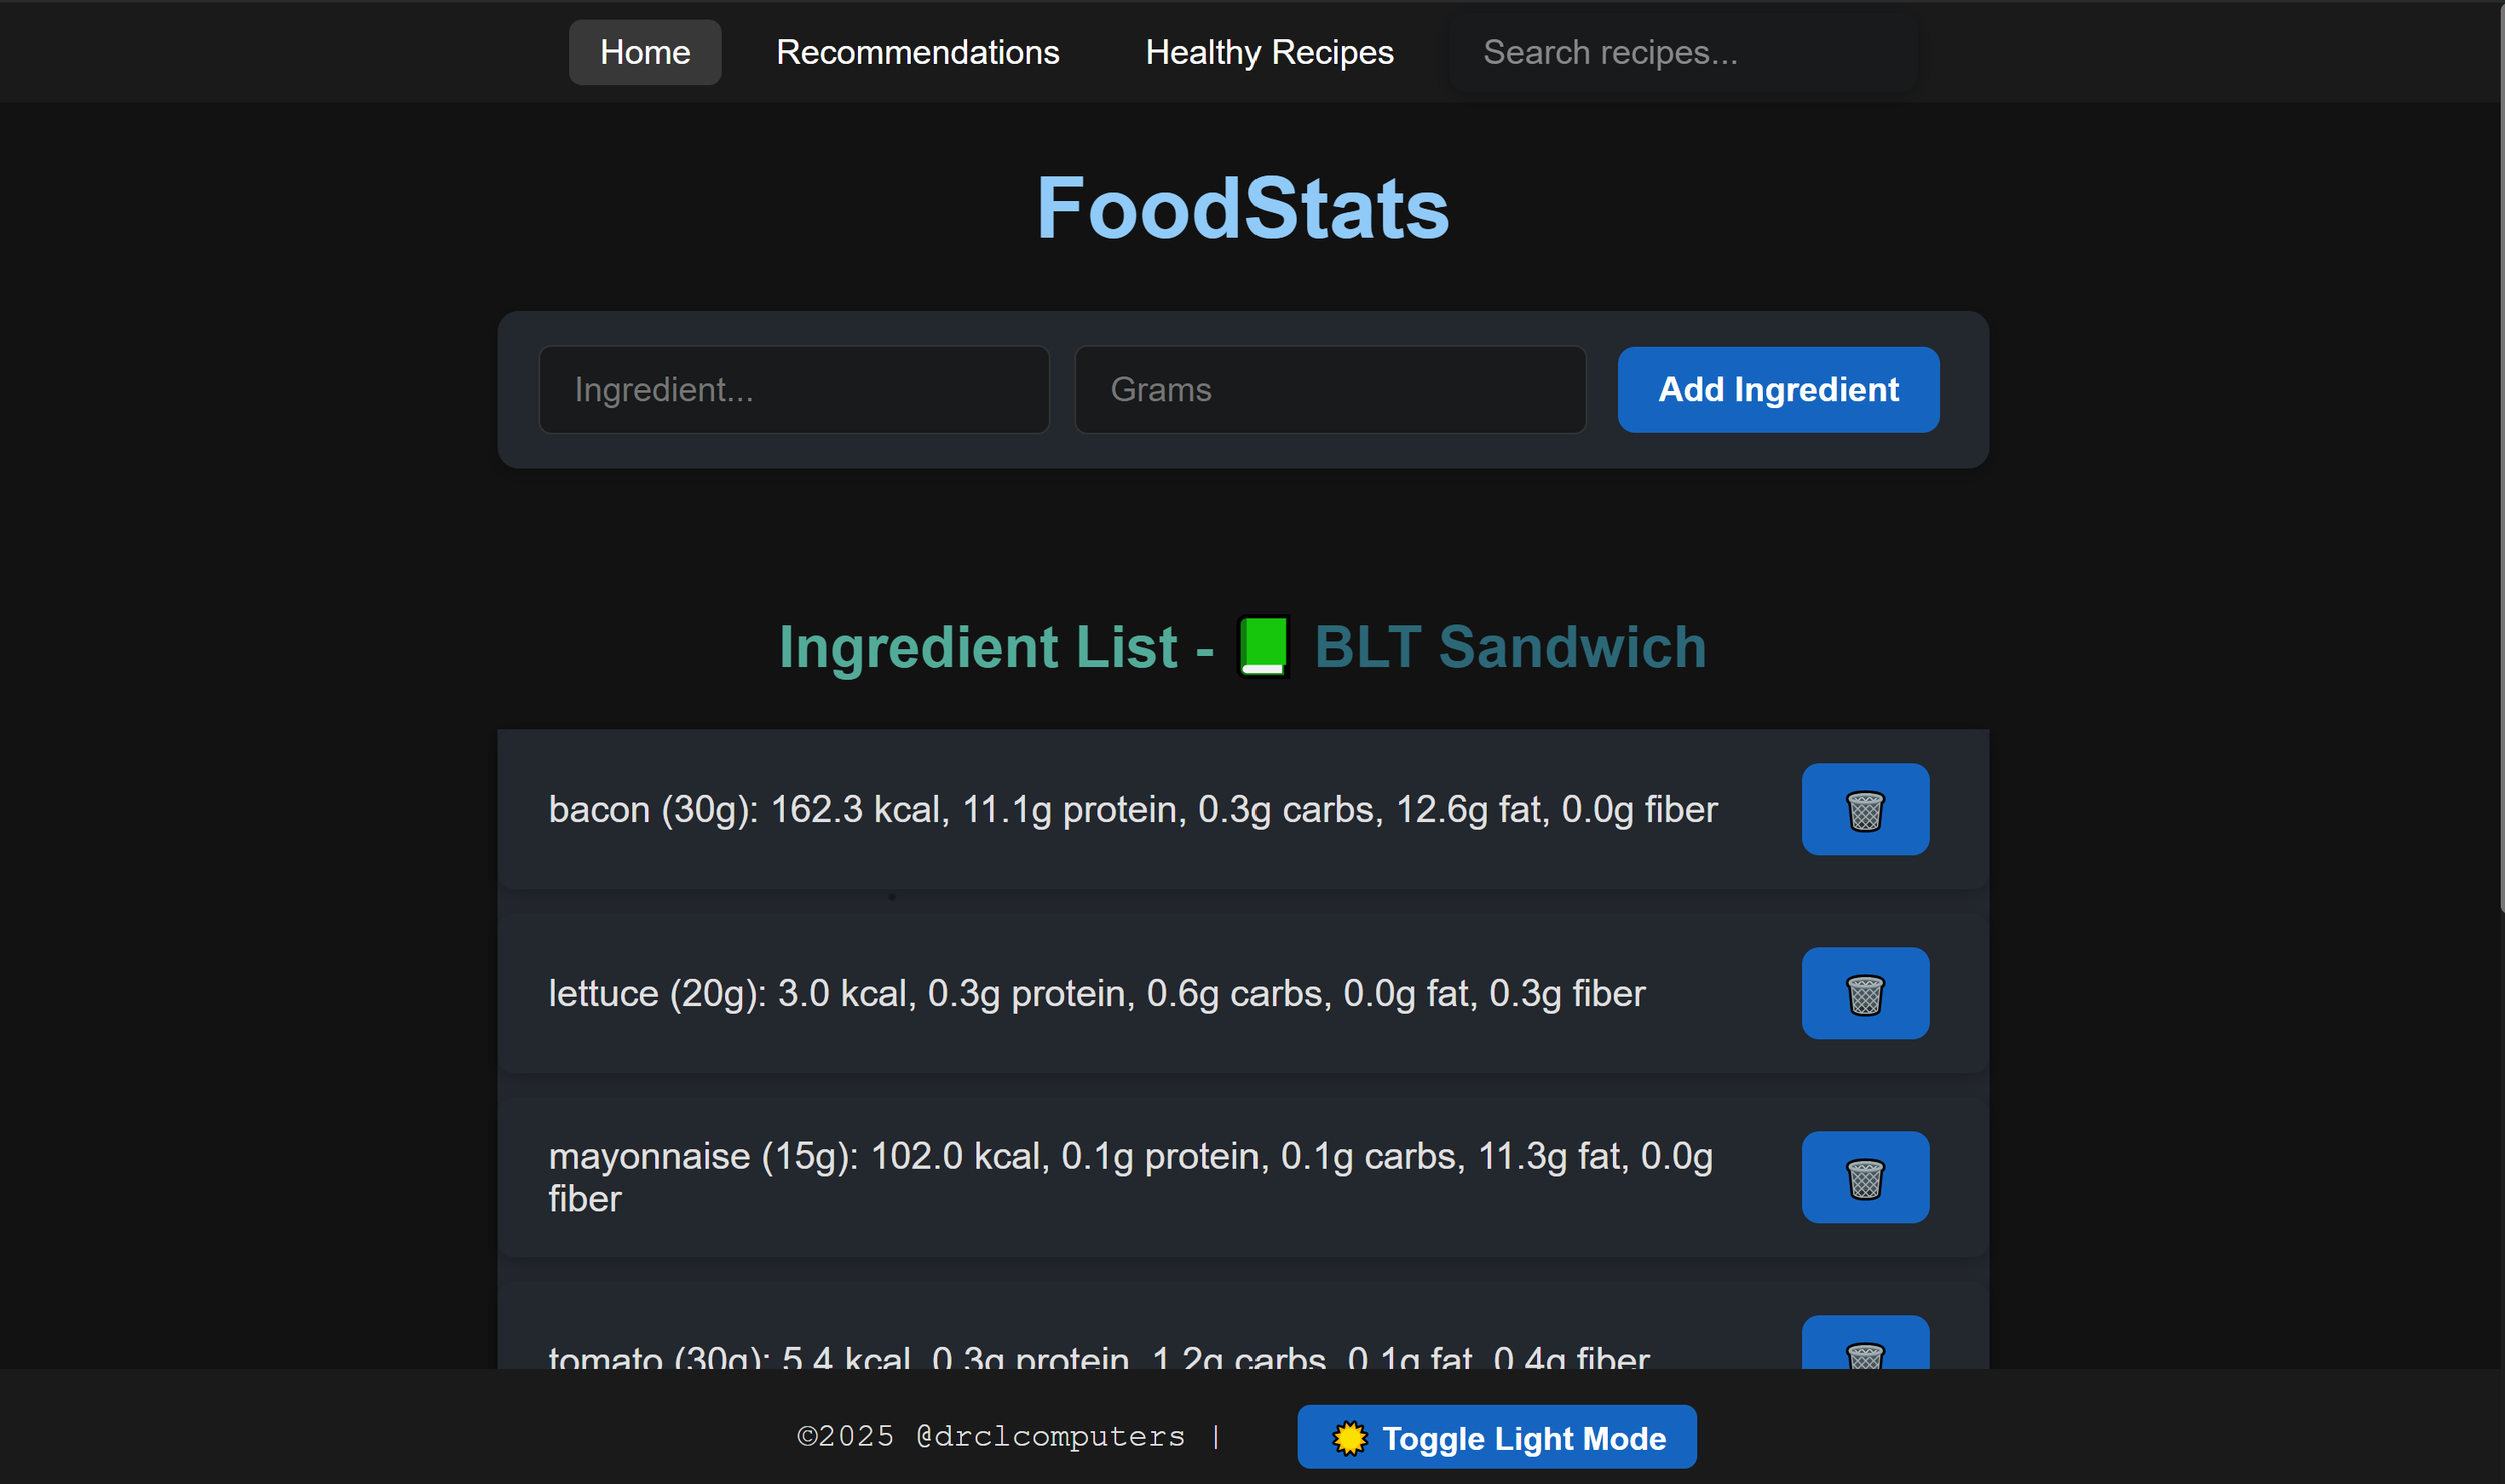 Home Recommendations Healthy Recipes Search recipes...
FoodStats
Ingredient... Grams Add Ingredient
Ingredient List - BLT Sandwich
bacon (30g): 162.3 kcal, 11.1g protein, 0.3g carbs, 12.6g fat, 0.0g fiber
lettuce (20g): 3.0 kcal, 0.3g protein, 0.6g carbs, 0.0g fat, 0.3g fiber
mayonnaise (15g): 102.0 kcal, 0.1g protein, 0.1g carbs, 11.3g fat, 0.0g
fiber
tomato (30g): 5.4 kcal, 0.3g protein, 1.2g carbs, 0.1g fat, 0.4g fiber
©2025 @drclcomputers | Toggle Light Mode